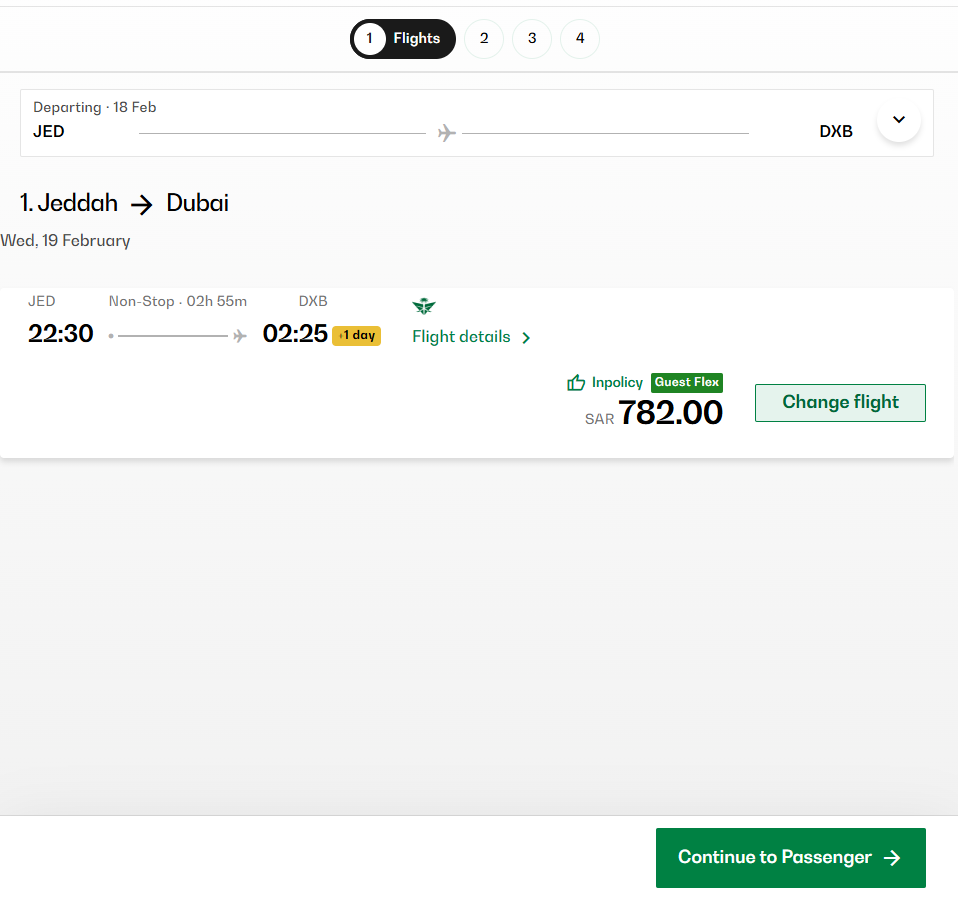 1 Flights 2 3 4
Departing · 18 Feb
JED DXB
1. Jeddah → Dubai
Wed, 19 February
JED Non-Stop · 02h 55m DXB
22:30 02:25 +1 day
Flight details >
Inpolicy Guest Flex
SAR 782.00
Change flight
Continue to Passenger →